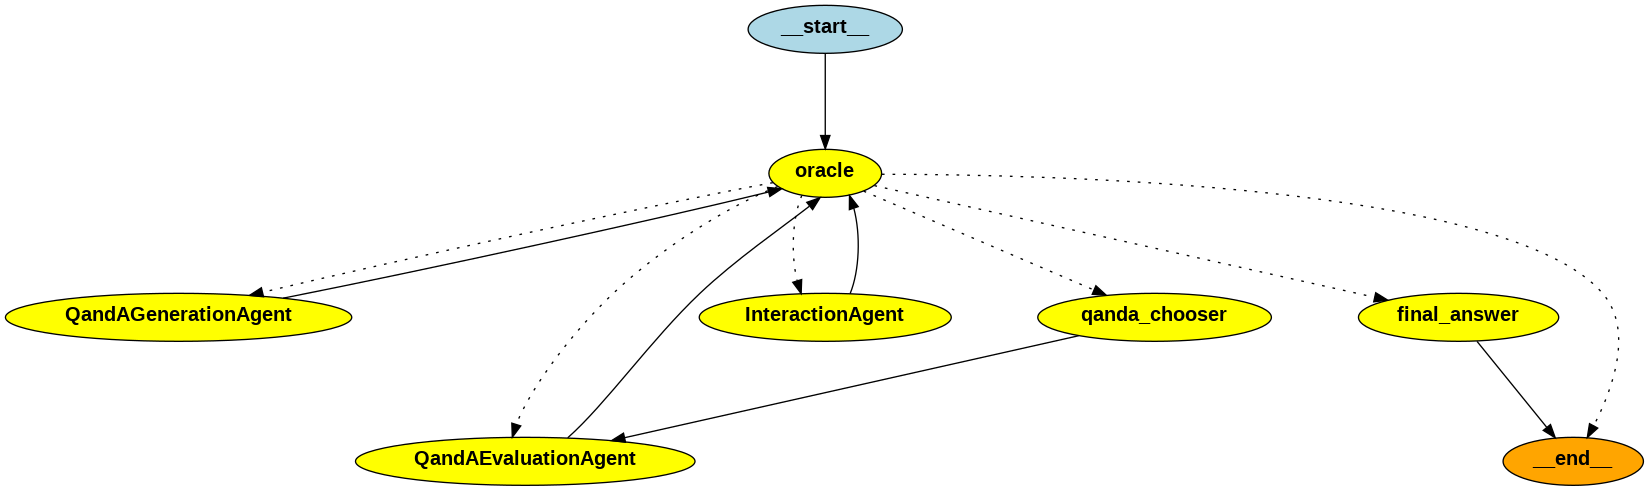 __start__
oracle
QandAGenerationAgent
InteractionAgent
qanda_chooser
final_answer
QandAEvaluationAgent
__end__